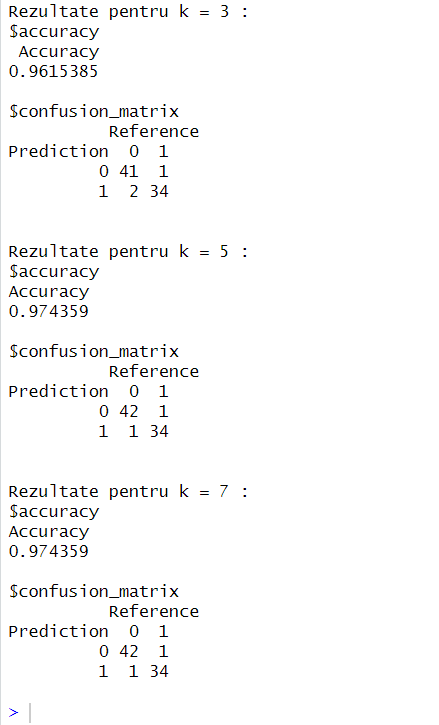 Rezultate pentru k = 3 :
$accuracy
 Accuracy
0.9615385
$confusion_matrix
          Reference
Prediction  0  1
         0 41  1
         1  2 34
Rezultate pentru k = 5 :
$accuracy
Accuracy
0.974359
$confusion_matrix
          Reference
Prediction  0  1
         0 42  1
         1  1 34
Rezultate pentru k = 7 :
$accuracy
Accuracy
0.974359
$confusion_matrix
          Reference
Prediction  0  1
         0 42  1
         1  1 34
>